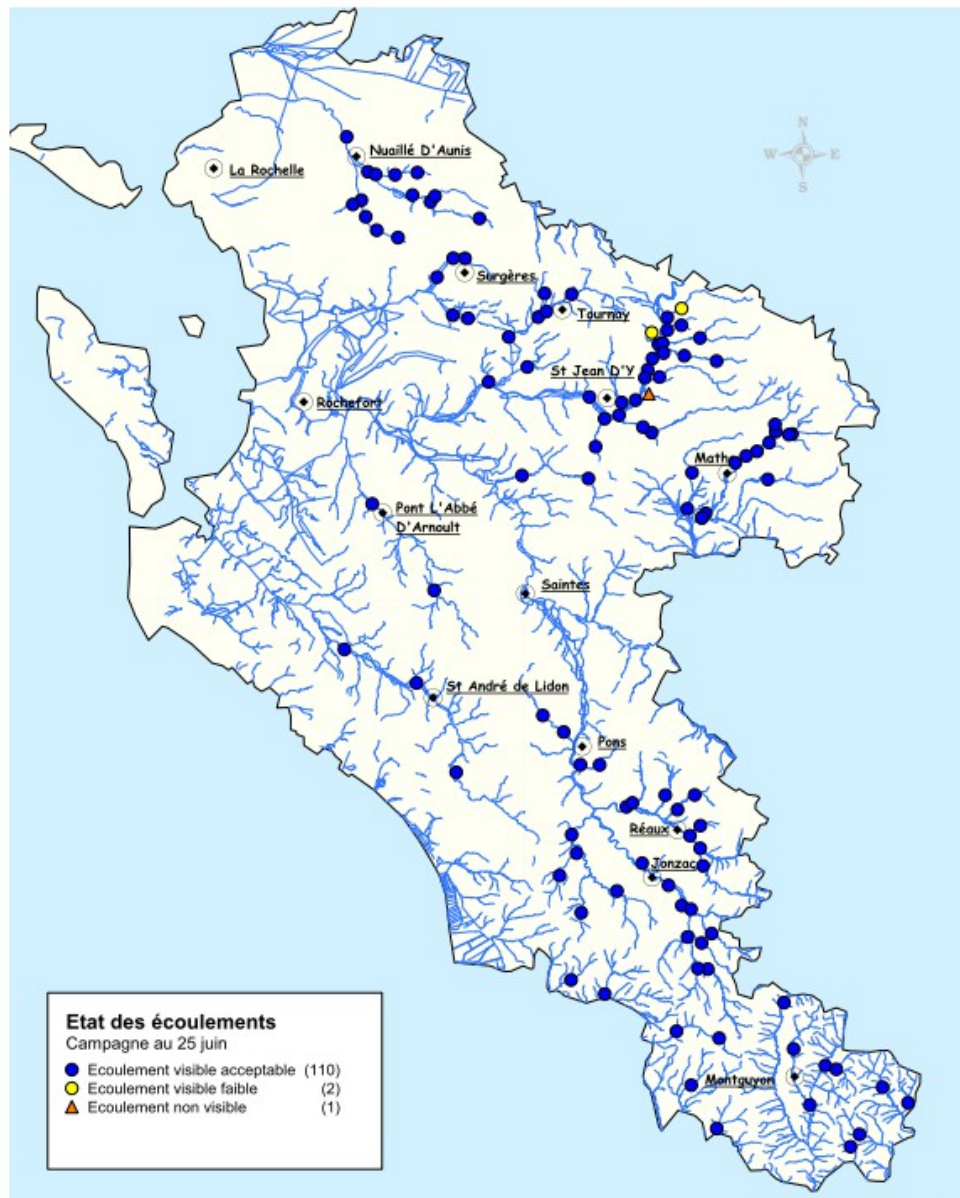 N
W E
S
Nuaillé D'Aunis
La Rochelle
Surgères
Tournay
St Jean D'Y
Rochefort
Math
Pont L'Abbé
D'Arnoult
Saintes
St André de Lidon
Pons
Réaux
Jonzac
Montguyon
Etat des écoulements
Campagne au 25 juin
Ecoulement visible acceptable (110)
Ecoulement visible faible (2)
Ecoulement non visible (1)